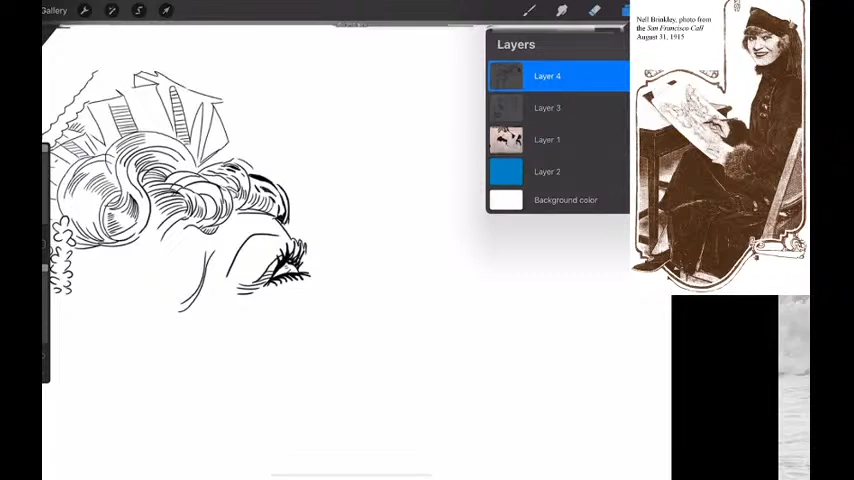 Gallery
Layers
Layer 4
Layer 3
Layer 1
Layer 2
Background color
Nell Brinkley, photo from
the San Francisco Call
August 31, 1915